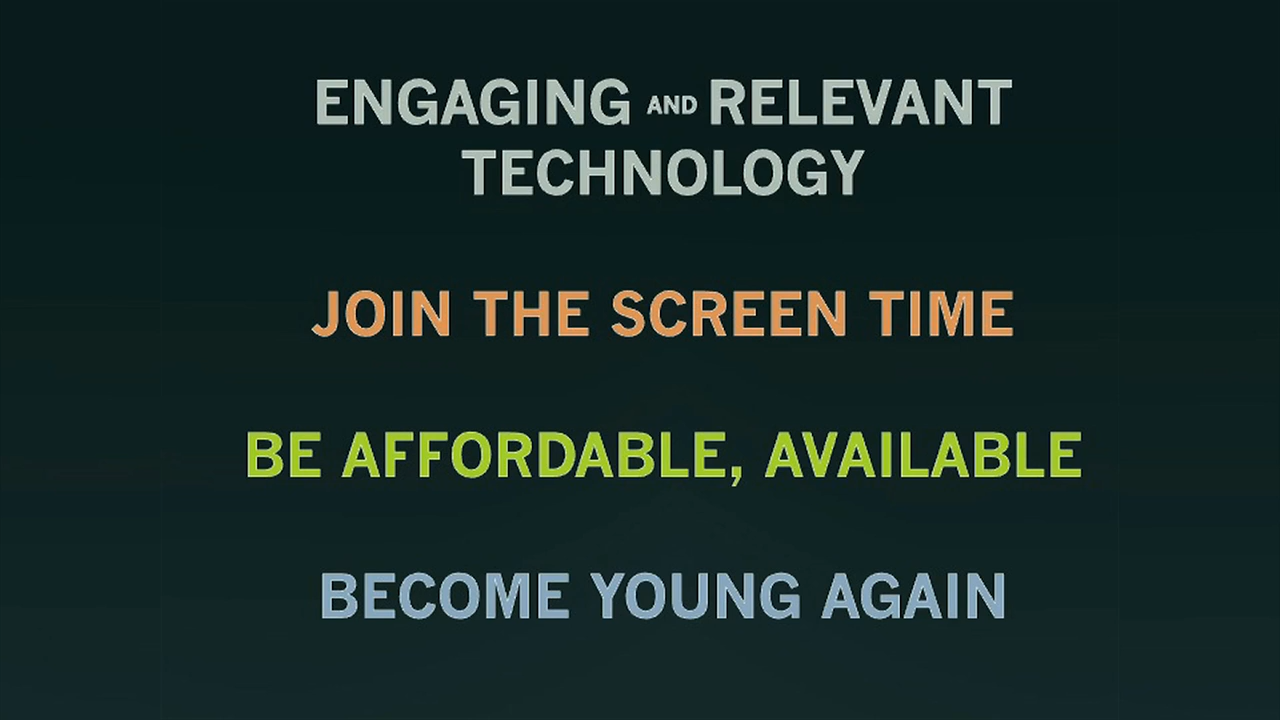 ENGAGING AND RELEVANT
TECHNOLOGY
JOIN THE SCREEN TIME
BE AFFORDABLE, AVAILABLE
BECOME YOUNG AGAIN